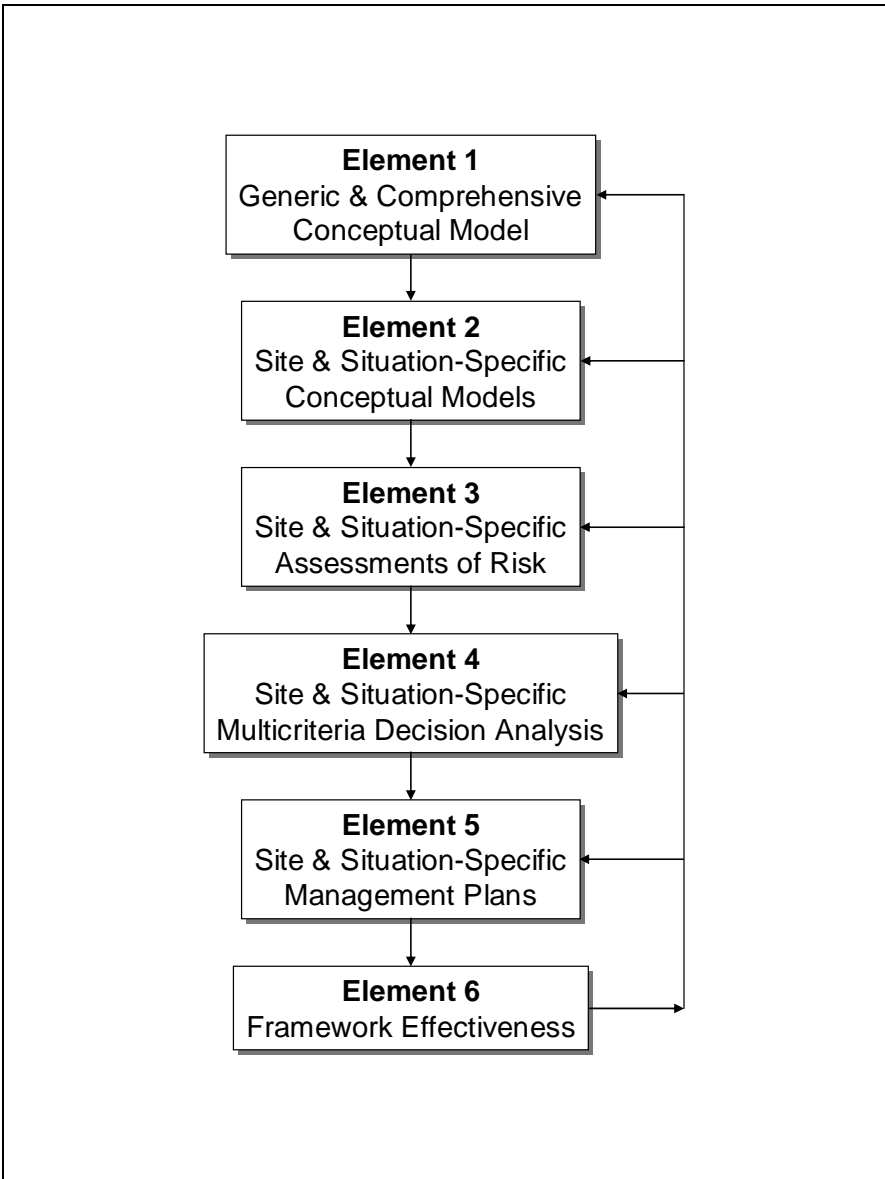 Element 1
Generic & Comprehensive
Conceptual Model
Element 2
Site & Situation-Specific
Conceptual Models
Element 3
Site & Situation-Specific
Assessments of Risk
Element 4
Site & Situation-Specific
Multicriteria Decision Analysis
Element 5
Site & Situation-Specific
Management Plans
Element 6
Framework Effectiveness